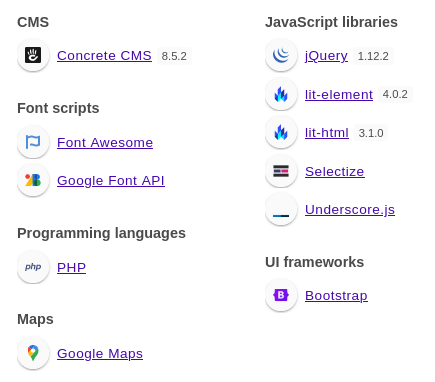 CMS
Concrete CMS 8.5.2
Font scripts
Font Awesome
Google Font API
Programming languages
php PHP
Maps
Google Maps
JavaScript libraries
jQuery 1.12.2
lit-element 4.0.2
lit-html 3.1.0
Selectize
Underscore.js
UI frameworks
B Bootstrap